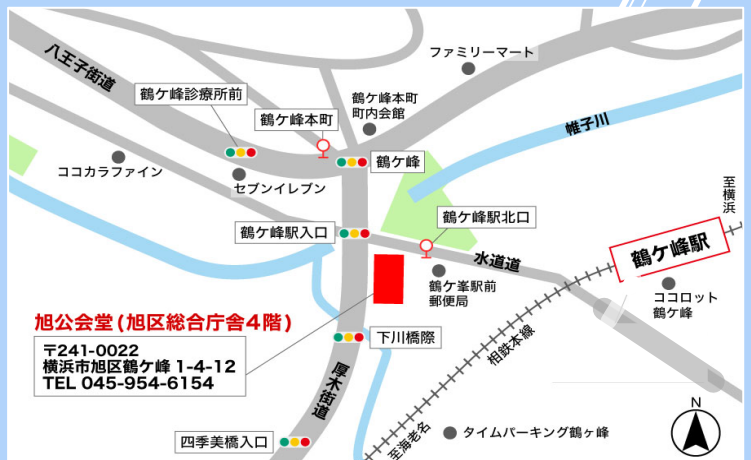 ファミリーマート
八王子街道
鶴ケ峰診療所前
鶴ケ峰本町
町内会館
鶴ケ峰本町
帷子川
ココカラファイン
セブンイレブン
鶴ケ峰
至横浜
鶴ケ峰駅入口
鶴ケ峰駅北口
鶴ケ峰駅
水道道
鶴ケ峯駅前
郵便局
ココロット
鶴ケ峰
旭公会堂(旭区総合庁舎4階)
〒241-0022
横浜市旭区鶴ケ峰 1-4-12
TEL 045-954-6154
下川橋際
相鉄本線
厚木街道
四季美橋入口
至海老名
タイムパーキング鶴ヶ峰
N